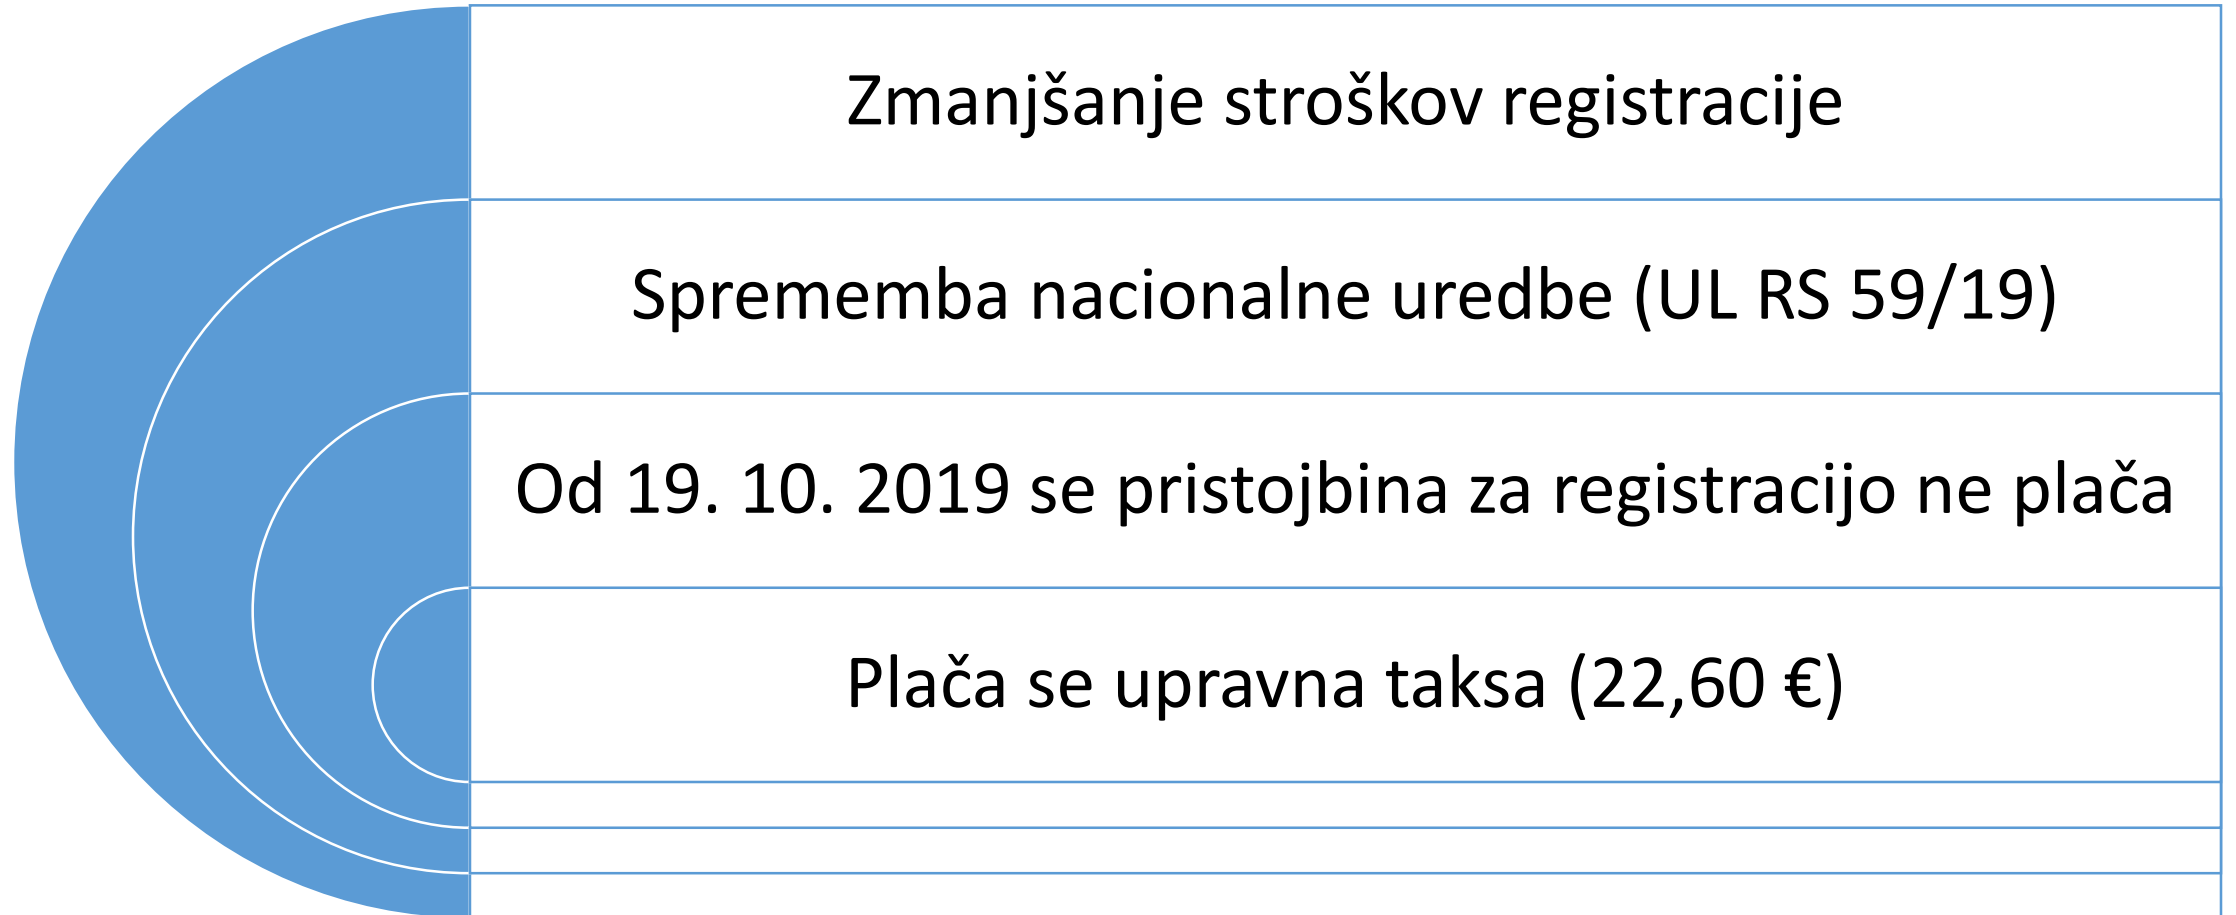 Zmanjšanje stroškov registracije
Sprememba nacionalne uredbe (UL RS 59/19)
Od 19. 10. 2019 se pristojbina za registracijo ne plača
Plača se upravna taksa (22,60 €)